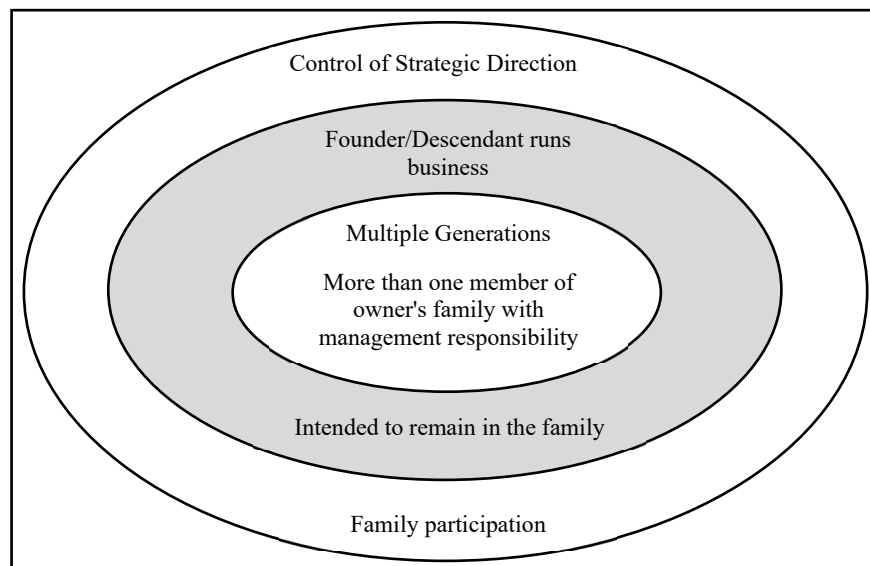 Control of Strategic Direction
Founder/Descendant runs
business
Multiple Generations
More than one member of
owner's family with
management responsibility
Intended to remain in the family
Family participation